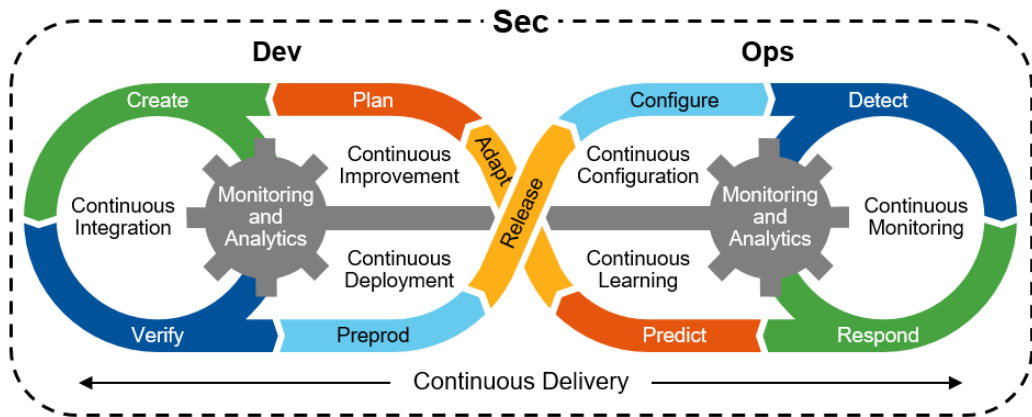 Sec
Dev
Ops
Create
Plan
Configure
Detect
Adapt
Release
Continuous
Improvement
Continuous
Configuration
Continuous
Integration
Monitoring
and
Analytics
Monitoring
and
Analytics
Continuous
Monitoring
Continuous
Deployment
Continuous
Learning
Verify
Preprod
Predict
Respond
Continuous Delivery